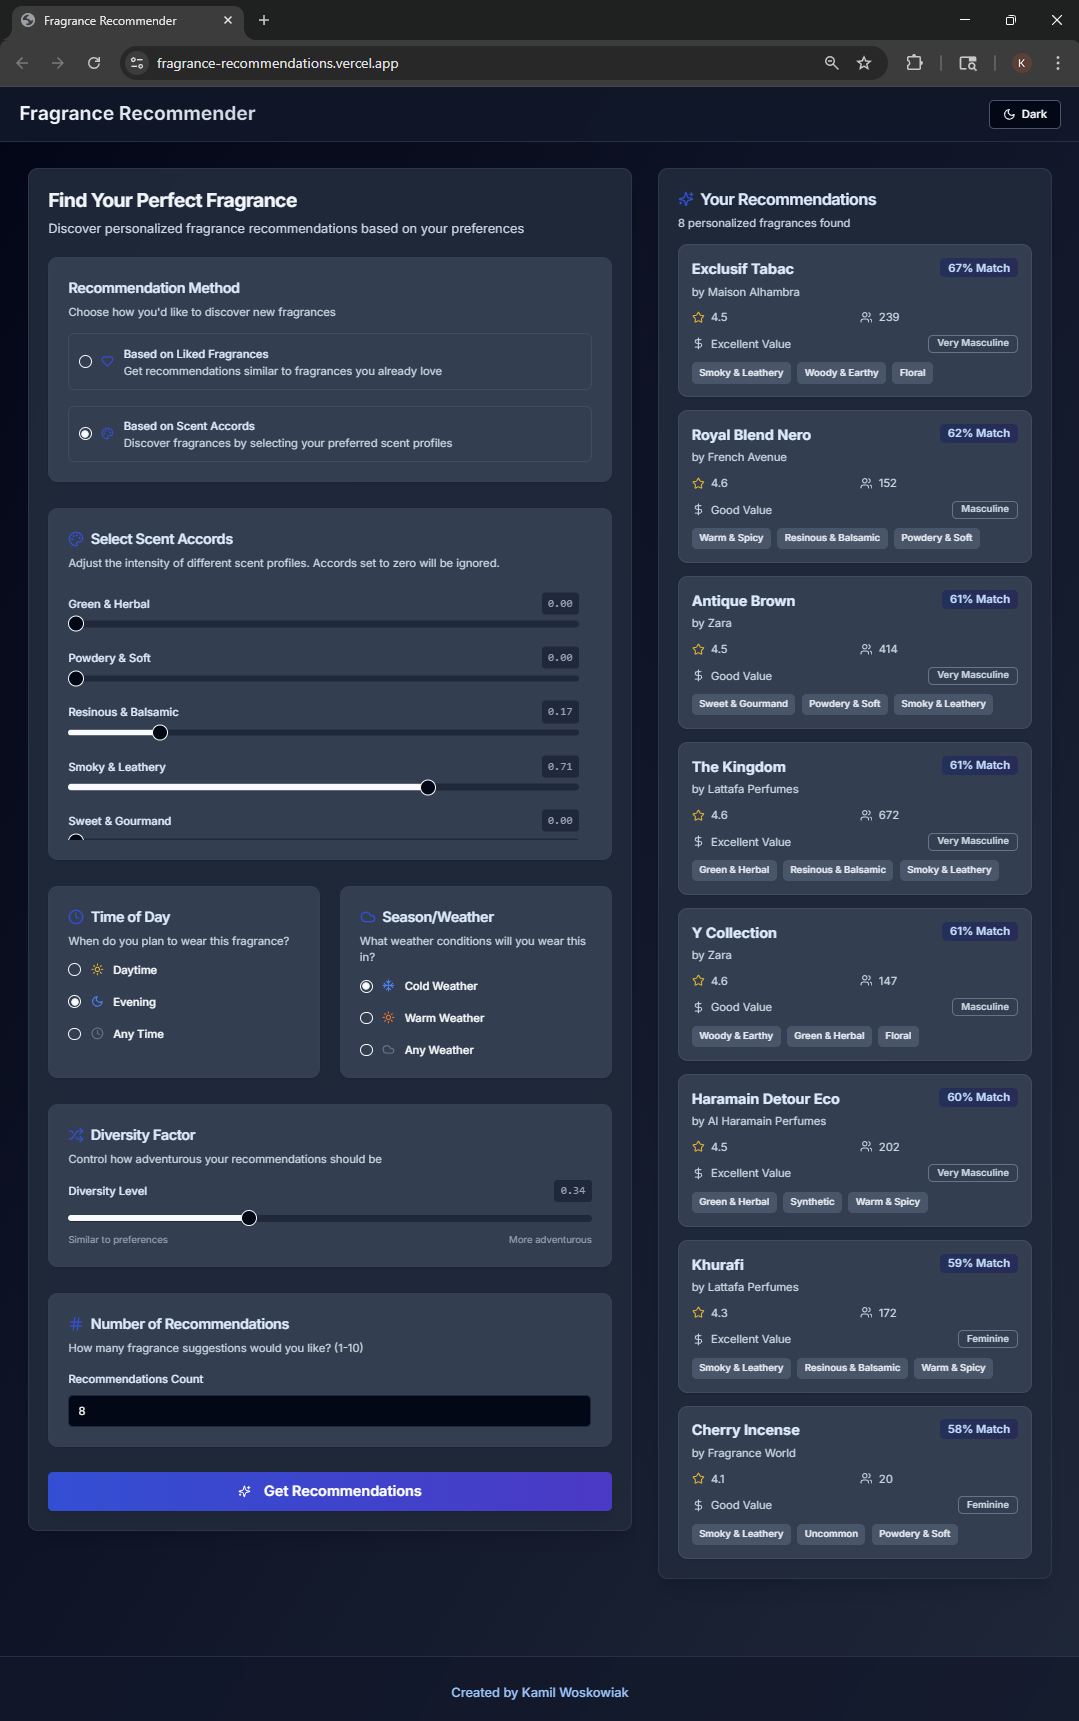 Fragrance Recommender
fragrance-recommendations.vercel.app
K
Fragrance Recommender
Dark
Find Your Perfect Fragrance
Discover personalized fragrance recommendations based on your preferences
Recommendation Method
Choose how you'd like to discover new fragrances
Based on Liked Fragrances
Get recommendations similar to fragrances you already love
Based on Scent Accords
Discover fragrances by selecting your preferred scent profiles
Select Scent Accords
Adjust the intensity of different scent profiles. Accords set to zero will be ignored.
Green & Herbal 0.00
Powdery & Soft 0.00
Resinous & Balsamic 0.17
Smoky & Leathery 0.71
Sweet & Gourmand 0.00
Time of Day
When do you plan to wear this fragrance?
Daytime
Evening
Any Time
Season/Weather
What weather conditions will you wear this
in?
Cold Weather
Warm Weather
Any Weather
Diversity Factor
Control how adventurous your recommendations should be
Diversity Level 0.34
Similar to preferences More adventurous
# Number of Recommendations
How many fragrance suggestions would you like? (1-10)
Recommendations Count
8
Get Recommendations
Your Recommendations
8 personalized fragrances found
Exclusif Tabac 67% Match
by Maison Alhambra
4.5 239
$ Excellent Value Very Masculine
Smoky & Leathery Woody & Earthy Floral
Royal Blend Nero 62% Match
by French Avenue
4.6 152
$ Good Value Masculine
Warm & Spicy Resinous & Balsamic Powdery & Soft
Antique Brown 61% Match
by Zara
4.5 414
$ Good Value Very Masculine
Sweet & Gourmand Powdery & Soft Smoky & Leathery
The Kingdom 61% Match
by Lattafa Perfumes
4.6 672
$ Excellent Value Very Masculine
Green & Herbal Resinous & Balsamic Smoky & Leathery
Y Collection 61% Match
by Zara
4.6 147
$ Good Value Masculine
Woody & Earthy Green & Herbal Floral
Haramain Detour Eco 60% Match
by Al Haramain Perfumes
4.5 202
$ Excellent Value Very Masculine
Green & Herbal Synthetic Warm & Spicy
Khurafi 59% Match
by Lattafa Perfumes
4.3 172
$ Excellent Value Feminine
Smoky & Leathery Resinous & Balsamic Warm & Spicy
Cherry Incense 58% Match
by Fragrance World
4.1 20
$ Good Value Feminine
Smoky & Leathery Uncommon Powdery & Soft
Created by Kamil Woskowiak